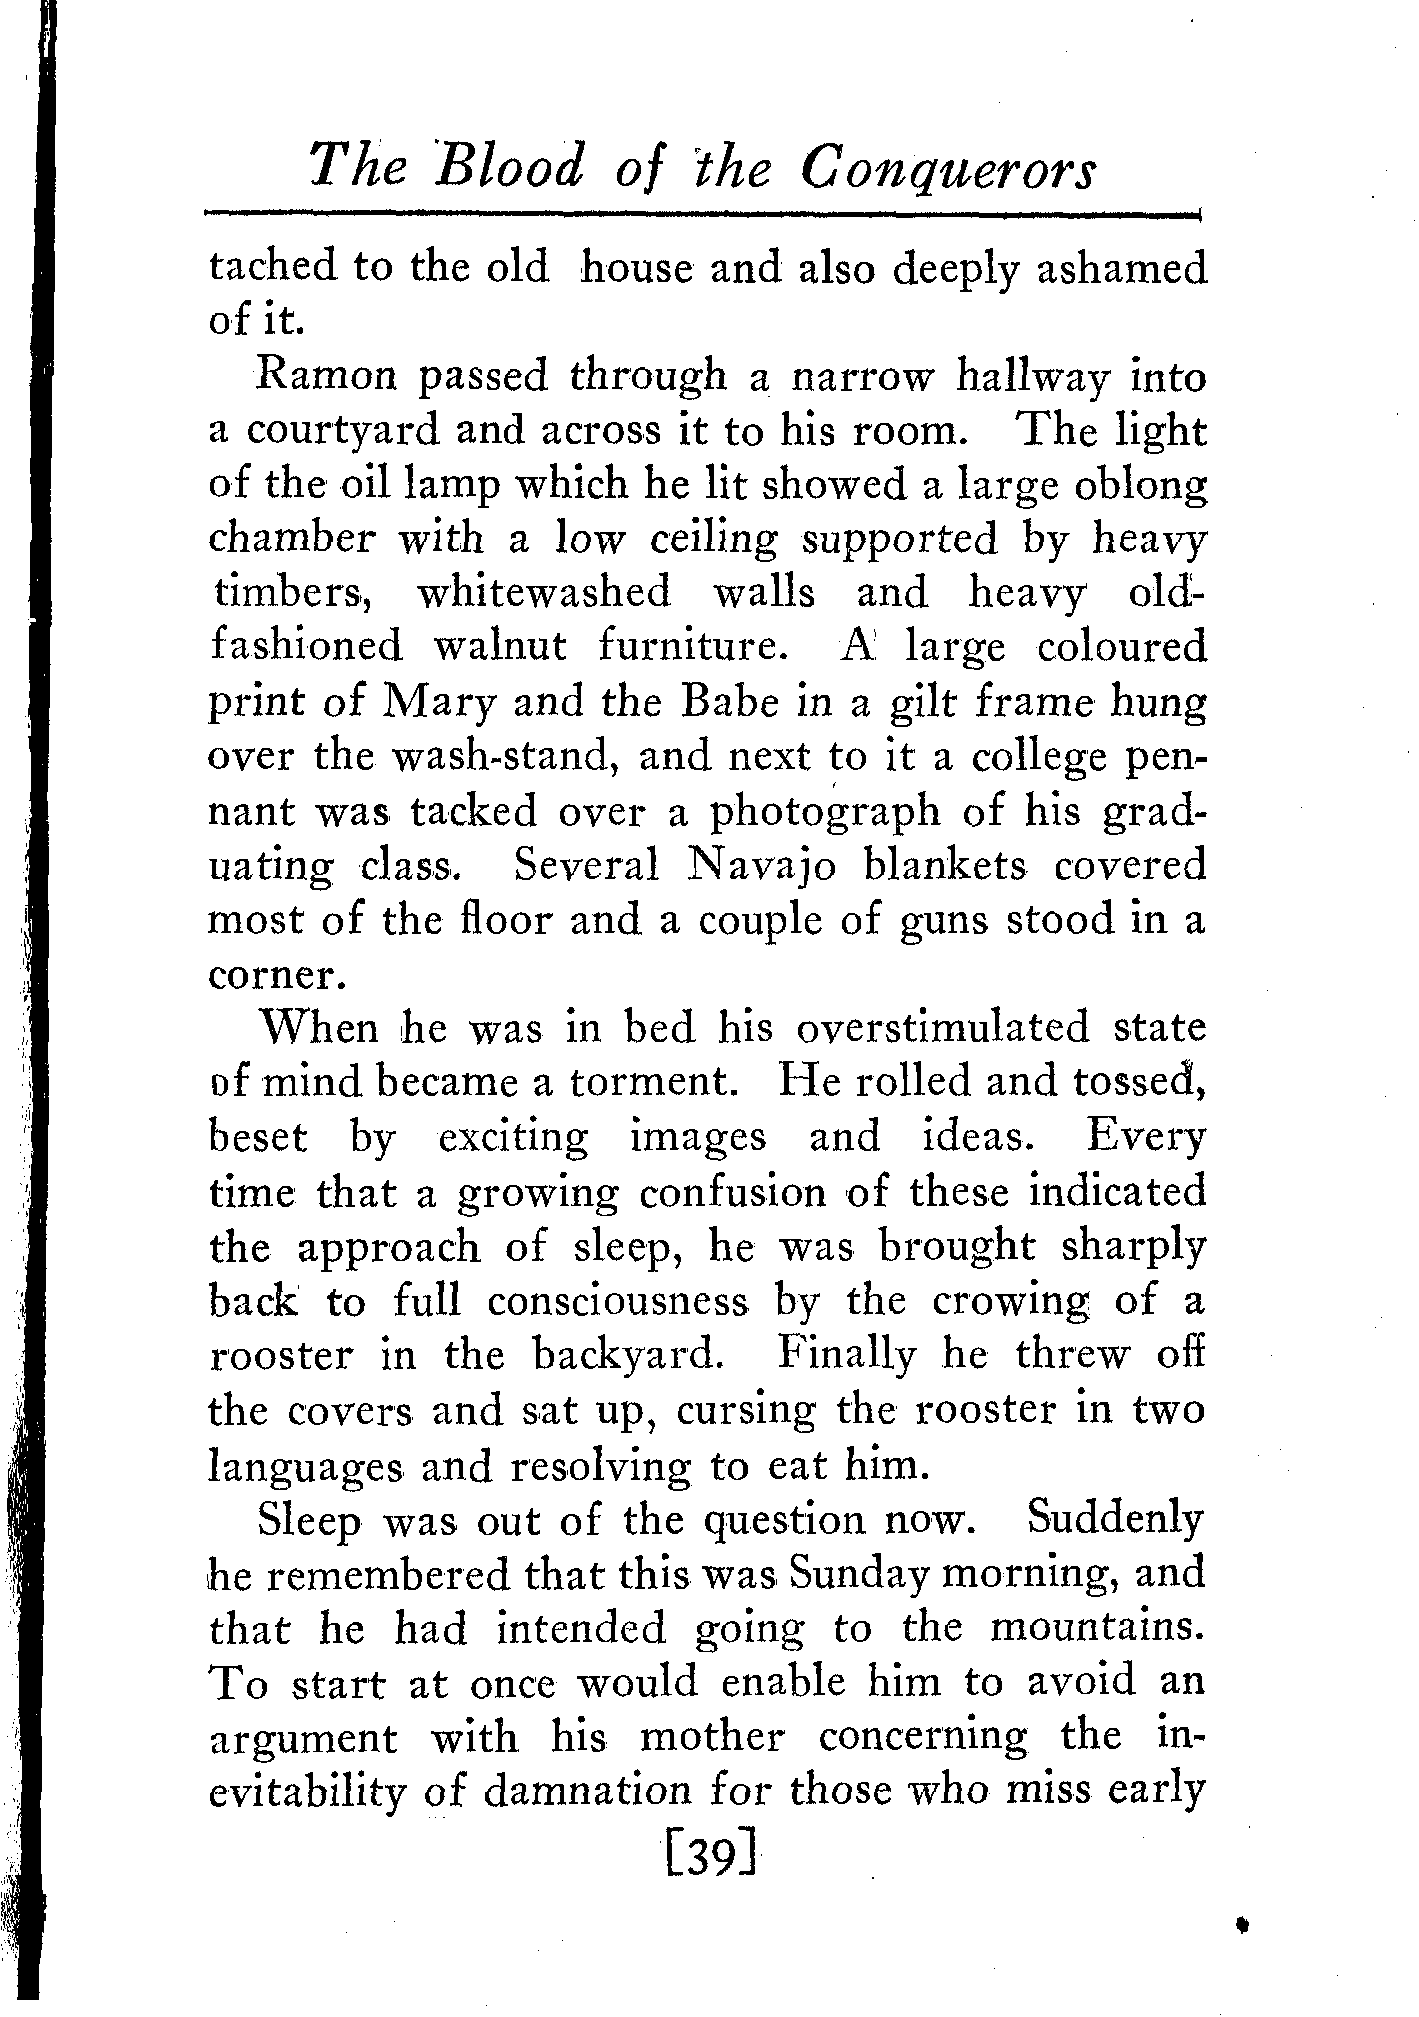 The Blood of the Conquerors
tached to the old house and also deeply ashamed
of it.
Ramon passed through a narrow hallway into
a courtyard and across it to his room. The light
of the oil lamp which he lit showed a large oblong
chamber with a low ceiling supported by heavy
timbers, whitewashed walls and heavy old-
fashioned walnut furniture. A large coloured
print of Mary and the Babe in a gilt frame hung
over the wash-stand, and next to it a college pen-
nant was tacked over a photograph of his grad-
uating class. Several Navajo blankets covered
most of the floor and a couple of guns stood in a
corner.
When he was in bed his overstimulated state
of mind became a torment. He rolled and tossed,
beset by exciting images and ideas. Every
time that a growing confusion of these indicated
the approach of sleep, he was brought sharply
back to full consciousness by the crowing of a
rooster in the backyard. Finally he threw off
the covers and sat up, cursing the rooster in two
languages and resolving to eat him.
Sleep was out of the question now. Suddenly
he remembered that this was Sunday morning, and
that he had intended going to the mountains.
To start at once would enable him to avoid an
argument with his mother concerning the in-
evitability of damnation for those who miss early
[39]